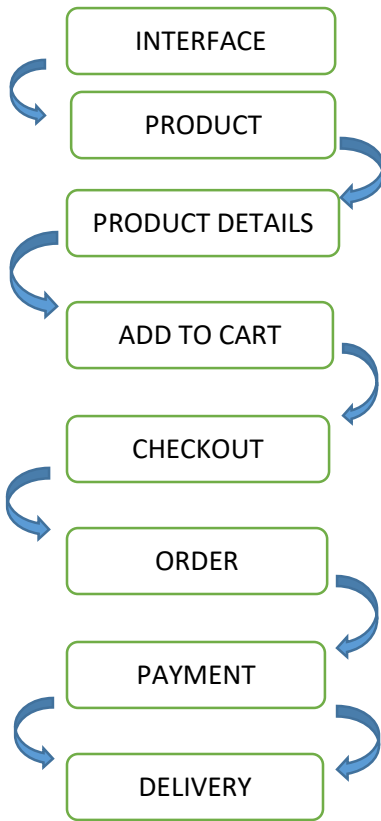 INTERFACE
PRODUCT
PRODUCT DETAILS
ADD TO CART
CHECKOUT
ORDER
PAYMENT
DELIVERY